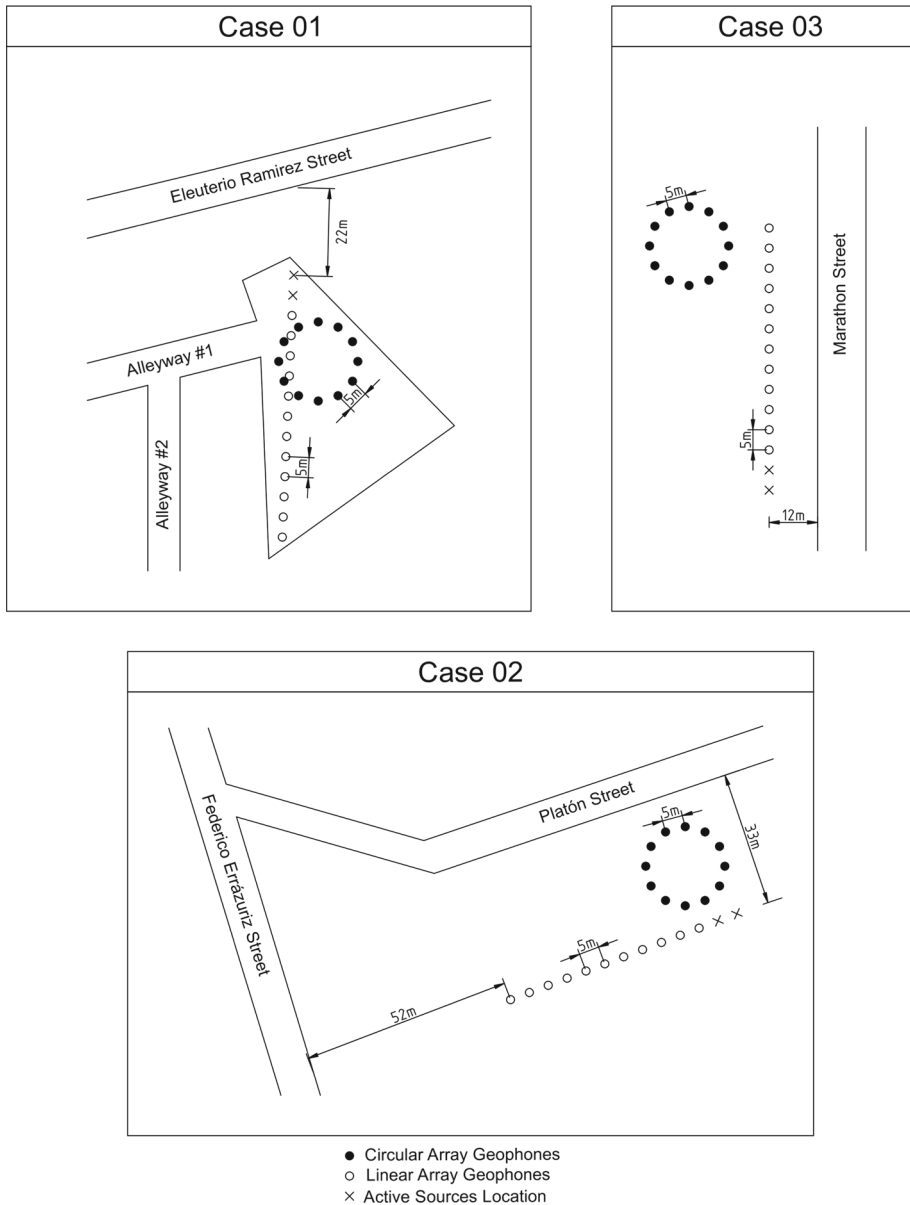 Case 01
Eleuterio Ramirez Street
22m
Alleyway #1
5m
5m
Alleyway #2
Case 03
5m
Marathon Street
5m
12m
Case 02
Federico Errázuriz Street
Platón Street
5m
33m
5m
52m
Circular Array Geophones
Linear Array Geophones
Active Sources Location